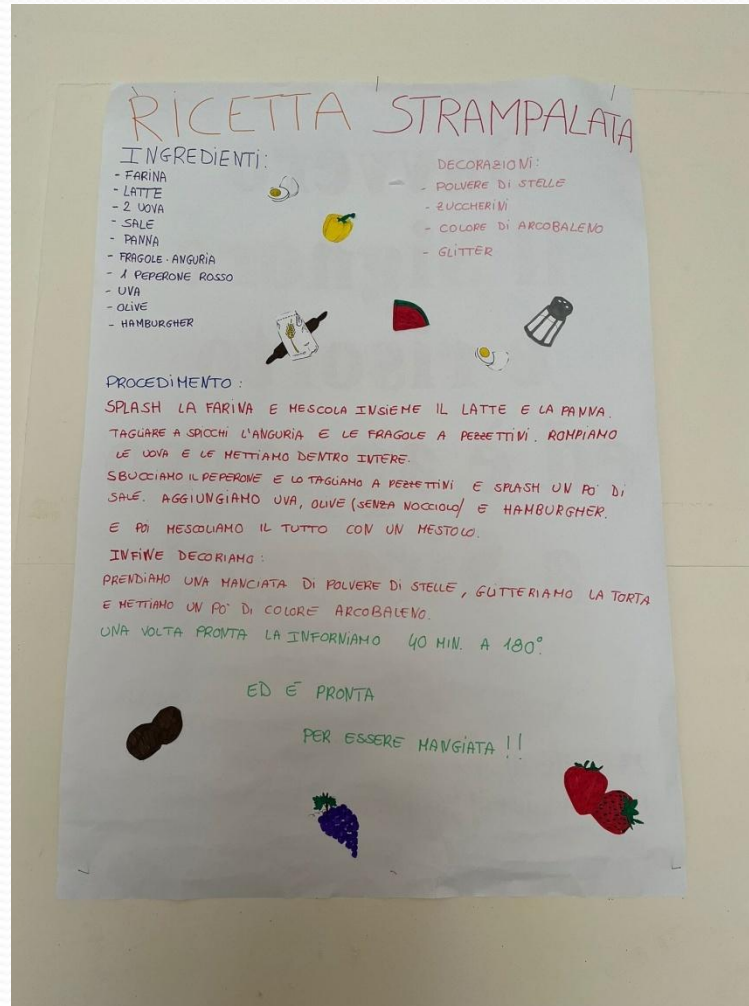 RICETTA STRAMPALATA
INGREDIENTI:
- FARINA
- LATTE
- 2 UOVA
- SALE
- PANNA
- FRAGOLE - ANGURIA
- 1 PEPERONE ROSSO
- UVA
- OLIVE
- HAMBURGHER
DECORAZIONI:
- POLVERE DI STELLE
- ZUCCHERINI
- COLORE DI ARCOBALENO
- GLITTER
PROCEDIMENTO:
SPLASH LA FARINA E MESCOLA INSIEME IL LATTE E LA PANNA.
TAGLIARE A SPICCHI L'ANGURIA E LE FRAGOLE A PEZZETTINI. ROMPIAMO
LE UOVA E LE METTIAMO DENTRO INTERE.
SBUCCIAMO IL PEPERONE E LO TAGLIAMO A PEZZETTINI E SPLASH UN PO' DI
SALE. AGGIUNGIAMO UVA, OLIVE (SENZA NOCCIOLO) E HAMBURGHER.
E POI MESCOLIAMO IL TUTTO CON UN MESTOLO.
INFINE DECORIAMO:
PRENDIAMO UNA MANCIATA DI POLVERE DI STELLE, GLITTERIAMO LA TORTA
E METTIAMO UN PO' DI COLORE ARCOBALENO.
UNA VOLTA PRONTA LA INFORNIAMO 40 MIN. A 180°.
ED È PRONTA
PER ESSERE MANGIATA!!